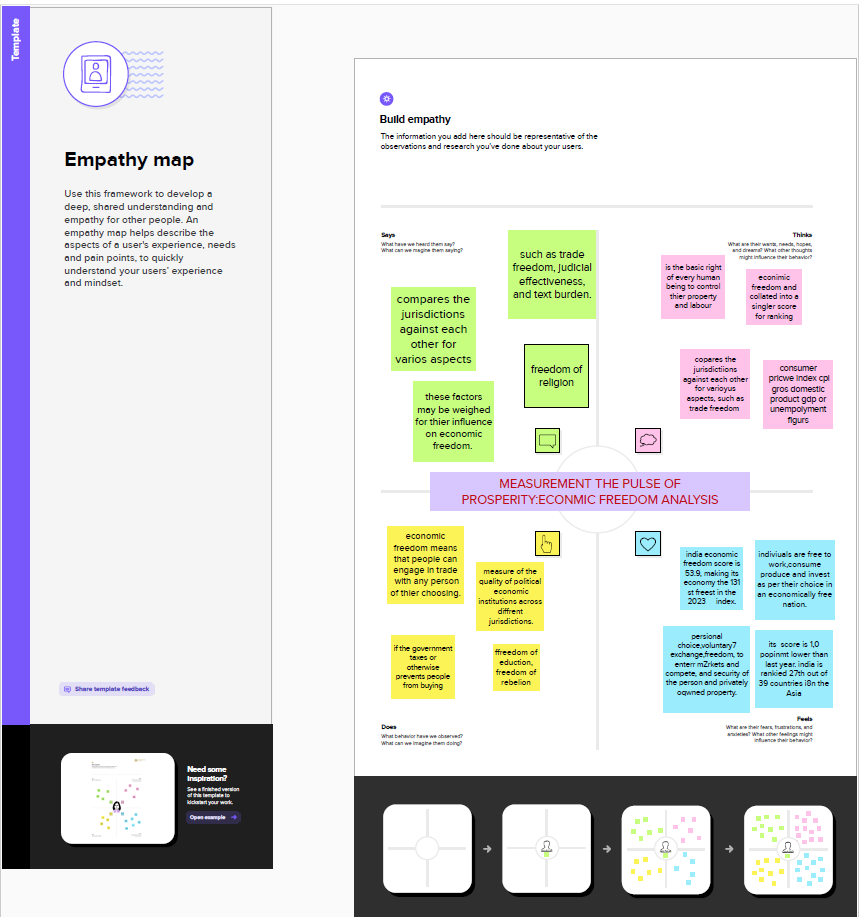 Template
Empathy map
Use this framework to develop a
deep, shared understanding and
empathy for other people. An
empathy map helps describe the
aspects of a user's experience, needs
and pain points, to quickly
understand your users' experience
and mindset.
Share template feedback
Need some
inspiration?
See a finished version
of this template to
kickstart your work.
Open example
Build empathy
The information you add here should be representative of the
observations and research you've done about your users.
Says
What have we heard them say?
What can we imagine them saying?
such as trade
freedom, judicial
effectiveness,
and text burden.
compares the
jurisdictions
against each
other for
varios aspects
freedom of
religion
these factors
may be weighed
for thier influence
on economic
freedom.
Thinks
What are their wants, needs, hopes,
and dreams? What other thoughts
might influence their behavior?
is the basic right
of every human
being to control
thier property
and labour
econimic
freedom and
collated into a
singler score
for ranking
copares the
jurisdictiions
against each other
for varioyus
aspects, such as
trade freedom
consumer
pricwe index cpi
gros domestic
product gdp or
unempolyment
figurs
MEASUREMENT THE PULSE OF
PROSPERITY:ECONMIC FREEDOM ANALYSIS
economic
freedom means
that people can
engage in trade
with any person
of thier choosing.
measure of the
quality of political
economic
institutions across
diffrent
jurisdictions.
if the government
taxes or
otherwise
prevents people
from buying
ffreedom of
eduction,
freedom of
rebelion
Does
What behavior have we observed?
What can we imagine them doing?
india economic
freedom score is
53.9, making its
economy the 131
st freest in the
2023 index.
indiviuals are free to
work,consume
produce and invest
as per their choice in
an economically free
nation.
persional
choice,voluntary7
exchange,freedom, to
enterr mZrkets and
compete, and security of
the person and privately
oqwned property.
its score is 1,0
popinmt lower than
last year. india is
rankied 27th out of
39 countries i8n the
Asia
Feels
What are their fears, frustrations, and
anxieties? What other feelings might
influence their behavior?